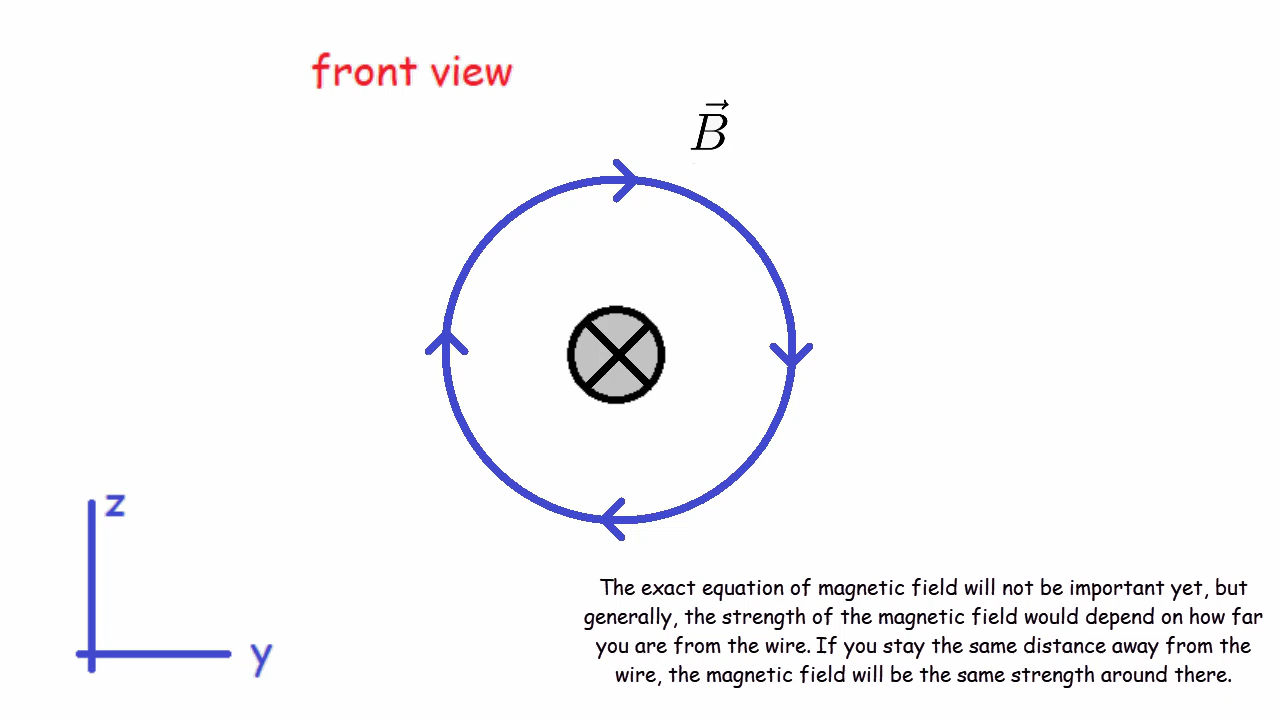 front view
B⃗
z
y
The exact equation of magnetic field will not be important yet, but
generally, the strength of the magnetic field would depend on how far
you are from the wire. If you stay the same distance away from the
wire, the magnetic field will be the same strength around there.